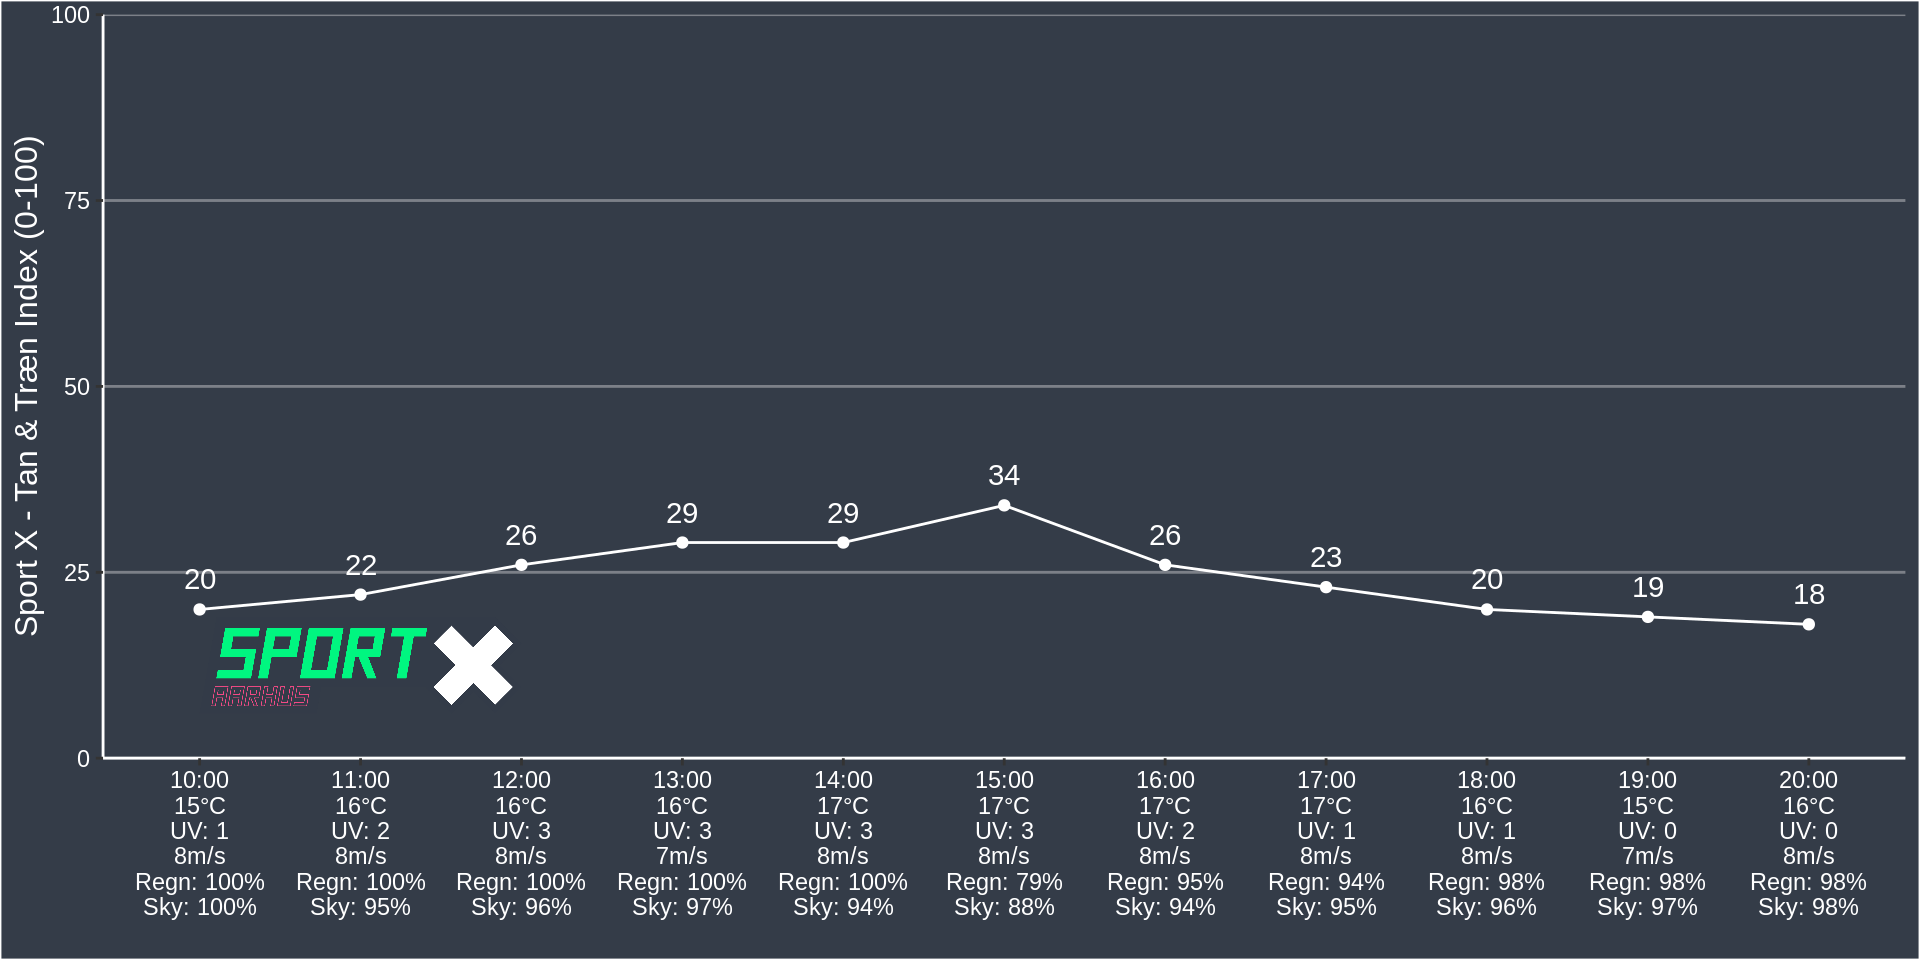 Sport X - Tan & Træn Index (0-100)
100
75
50
25
0
20
22
26
29
29
34
26
23
20
19
18
SPORT X
AARHUS
10:00 11:00 12:00 13:00 14:00 15:00 16:00 17:00 18:00 19:00 20:00
15°C 16°C 16°C 16°C 17°C 17°C 17°C 17°C 16°C 15°C 16°C
UV: 1 UV: 2 UV: 3 UV: 3 UV: 3 UV: 3 UV: 2 UV: 1 UV: 1 UV: 0 UV: 0
8m/s 8m/s 8m/s 7m/s 8m/s 8m/s 8m/s 8m/s 8m/s 7m/s 8m/s
Regn: 100% Regn: 100% Regn: 100% Regn: 100% Regn: 100% Regn: 79% Regn: 95% Regn: 94% Regn: 98% Regn: 98% Regn: 98%
Sky: 100% Sky: 95% Sky: 96% Sky: 97% Sky: 94% Sky: 88% Sky: 94% Sky: 95% Sky: 96% Sky: 97% Sky: 98%